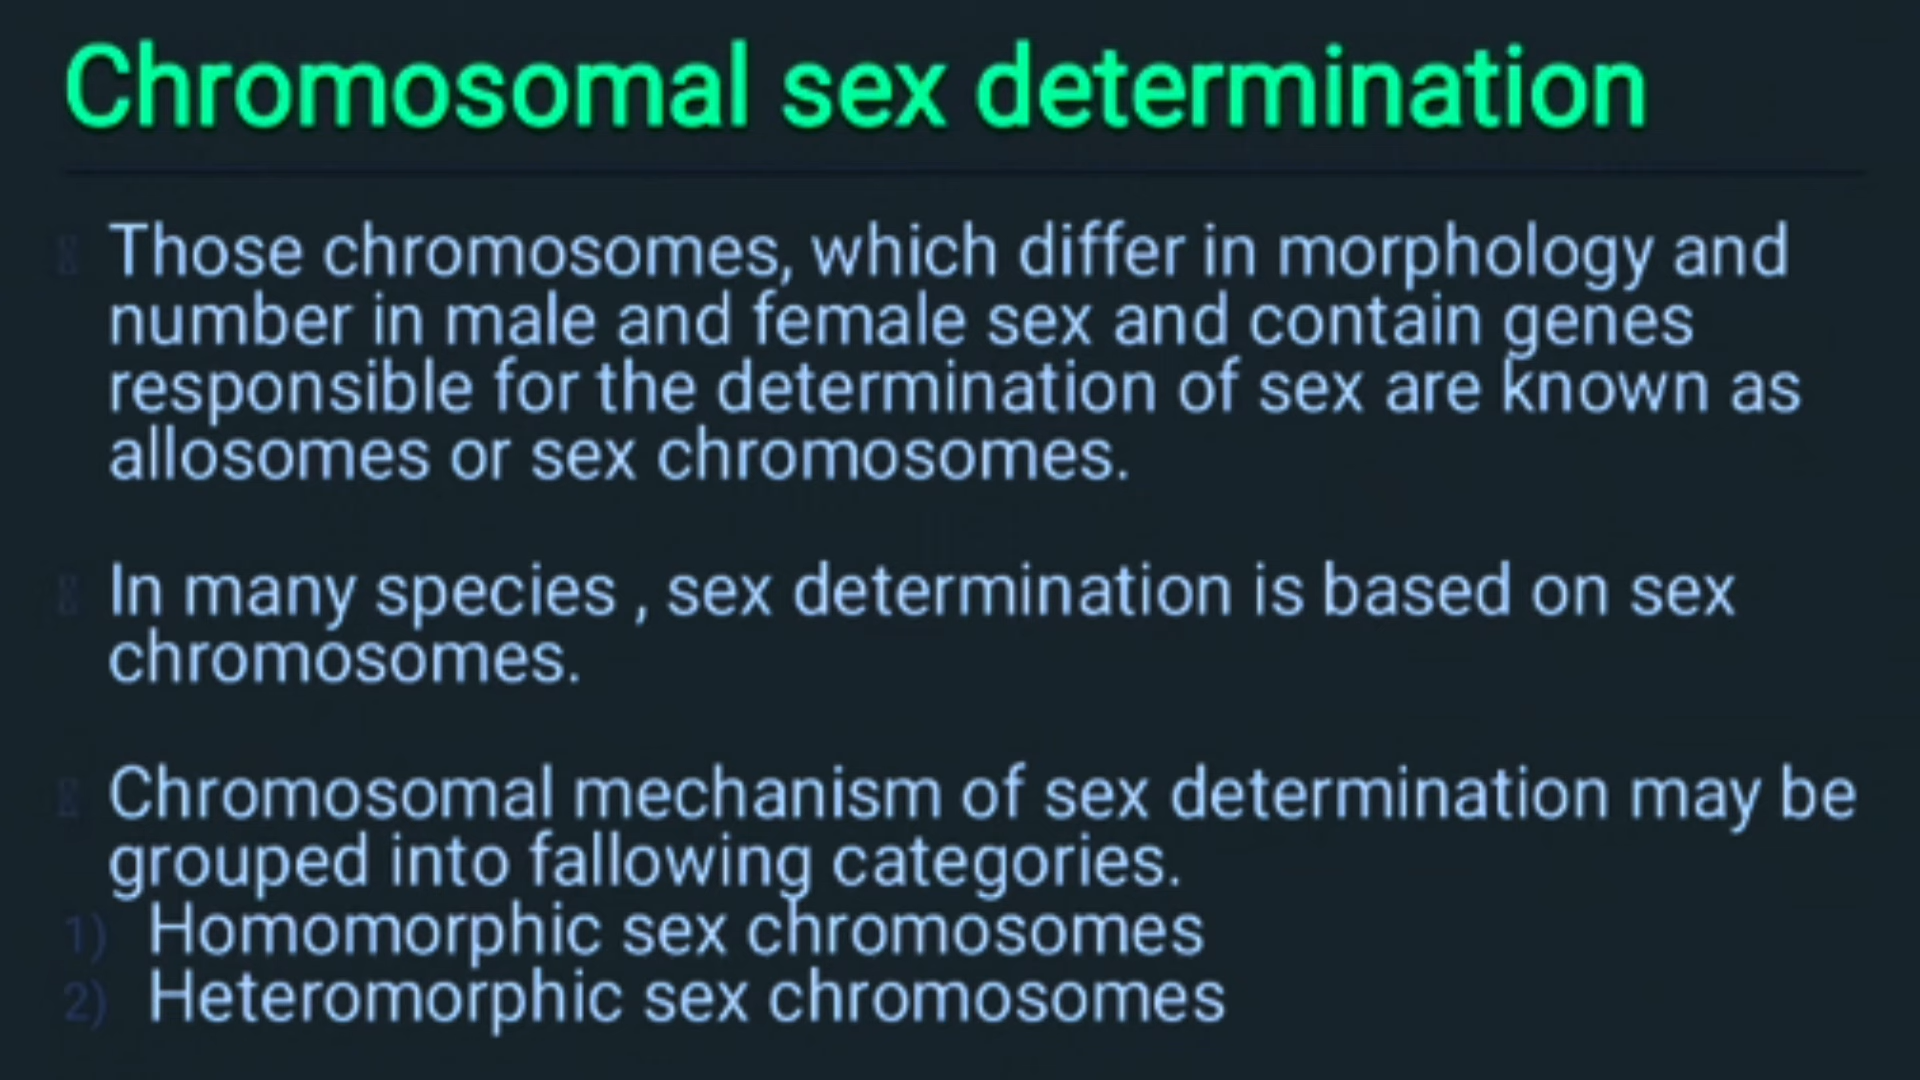 Chromosomal sex determination
Those chromosomes, which differ in morphology and
number in male and female sex and contain genes
responsible for the determination of sex are known as
allosomes or sex chromosomes.
In many species , sex determination is based on sex
chromosomes.
Chromosomal mechanism of sex determination may be
grouped into fallowing categories.
1) Homomorphic sex chromosomes
2) Heteromorphic sex chromosomes